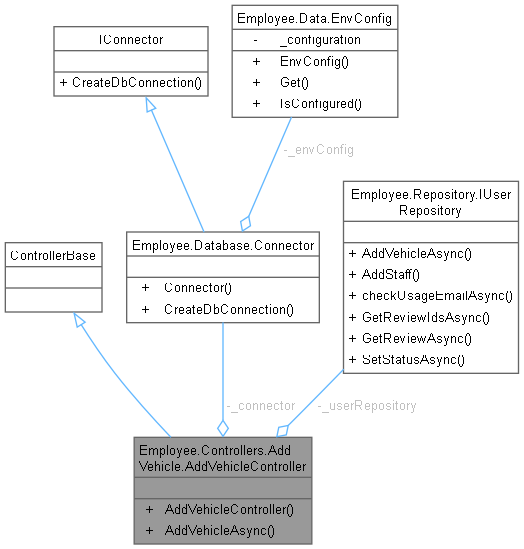 IConnector
+ CreateDbConnection()
Employee.Data.EnvConfig
- _configuration
+ EnvConfig()
+ Get()
+ IsConfigured()
-_envConfig
Employee.Repository.IUser
Repository
+ AddVehicleAsync()
+ AddStaff()
+ checkUsageEmailAsync()
+ GetReviewIdsAsync()
+ GetReviewAsync()
+ SetStatusAsync()
ControllerBase
Employee.Database.Connector
+ Connector()
+ CreateDbConnection()
-_connector
-_userRepository
Employee.Controllers.Add
Vehicle.AddVehicleController
+ AddVehicleController()
+ AddVehicleAsync()